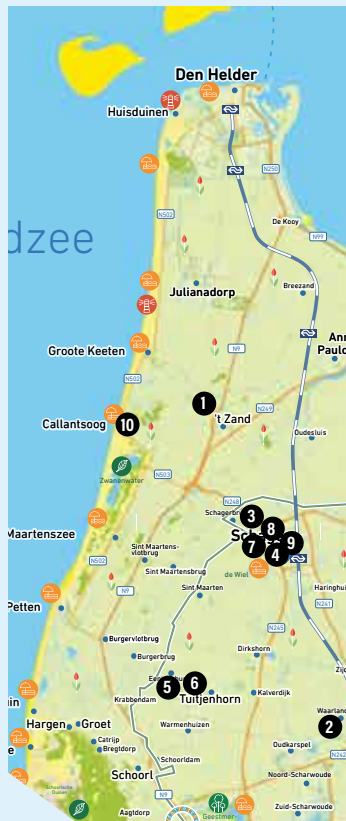 Den Helder
Huisduinen
N250
De Kooy
N502
N99
dzee
Julianadorp
Breezand
N9
Groote Keeten
N502
1
't Zand
N249
Callantsoog
10
Oudesluis
Zwanenwater
N503
N248
3
Schagerbrug
8
Maartenszee
Sint Maartens-
vlotbrug
7
9
4
N502
Sint Maartensbrug
de Wiel
N9
Sint Maarten
N241
Petten
N245
Burgervlotbrug
Dirkshorn
Burgerbrug
5
6
Tuitjenhorn
Kalverdijk
Krabbendam
Hargen
Groet
Warmenhuizen
2
Catrijp
Bregtdorp
Oudkarspel
N242
Schoorldam
Schoorl
Noord-Scharwoude
N9
Aagtdorp
Zuid-Scharwoude